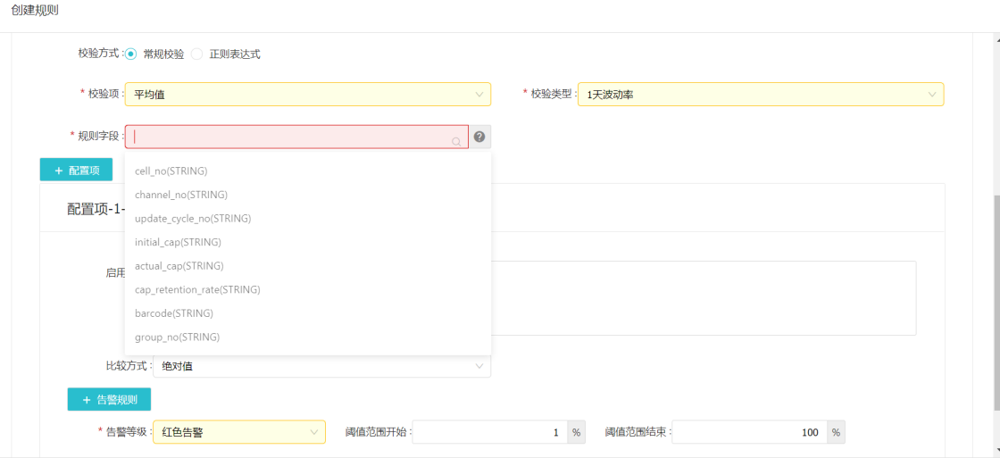 创建规则
校验方式 : 常规校验 正则表达式
* 校验项 : 平均值 * 校验类型 : 1天波动率
* 规则字段 :
+ 配置项
cell_no(STRING)
channel_no(STRING)
配置项-1-
update_cycle_no(STRING)
initial_cap(STRING)
actual_cap(STRING)
启用
cap_retention_rate(STRING)
barcode(STRING)
group_no(STRING)
比较方式 : 绝对值
+ 告警规则
* 告警等级 : 红色告警 阈值范围开始 : 1 % 阈值范围结束 : 100 %